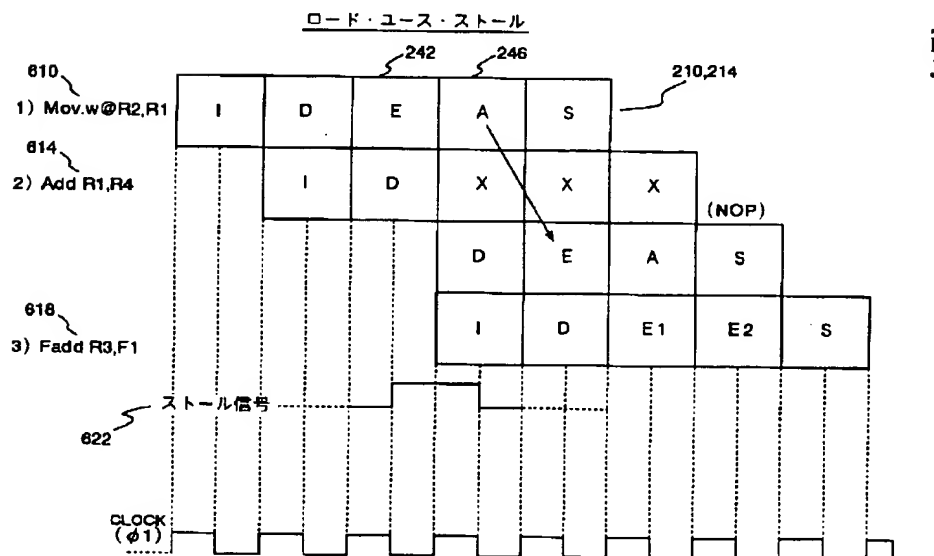 ロード・ユース・ストール
242
246
210,214
610
1) Mov.w@R2,R1
I D E A S
614
2) Add R1,R4
I D X X X
(NOP)
D E A S
618
3) Fadd R3,F1
I D E1 E2 S
ストール信号
622
CLOCK
(φ1)